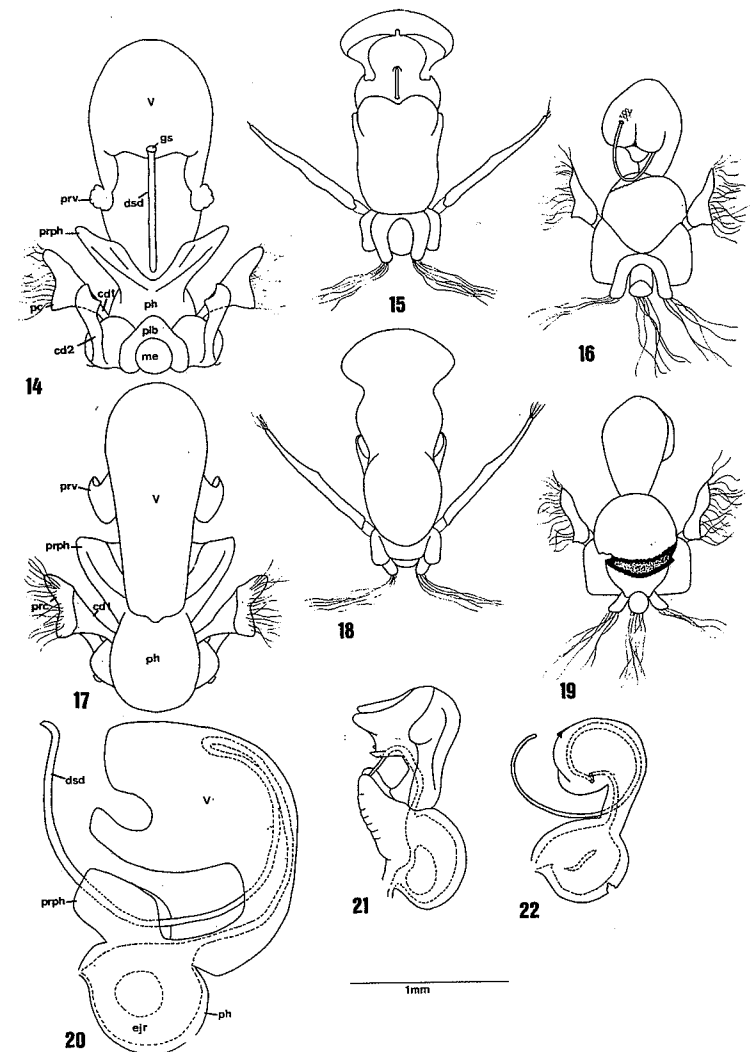 V
gs
prv
dsd
prph
cd1
ph
pc
plb
cd2
me
14
15
16
prv
V
prph
prc
cd1
ph
17
18
19
dsd
V
prph
ejr
ph
20
21
22
1mm